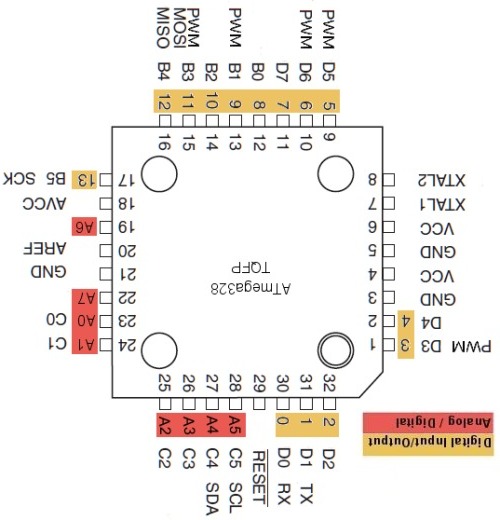 Digital Input/Output
Analog / Digital
32 2 D2
31 1 D1 TX
30 0 D0 RX
29 RESET
28 A5 C5 SCL
27 A4 C4 SDA
26 A3 C3
25 A2 C2
PWM D3 3 1
D4 4 2
GND 3
VCC 4
GND 5
VCC 6
XTAL1 7
XTAL2 8
ATmega328
TQFP
24 A1 C1
23 A0 C0
22 A7
21 GND
20 AREF
19 A6
18 AVCC
17 13 B5 SCK
PWM D5 5 9
PWM D6 6 10
D7 7 11
B0 8 12
PWM B1 9 13
B2 10 14
PWM
MOSI B3 11 15
MISO B4 12 16